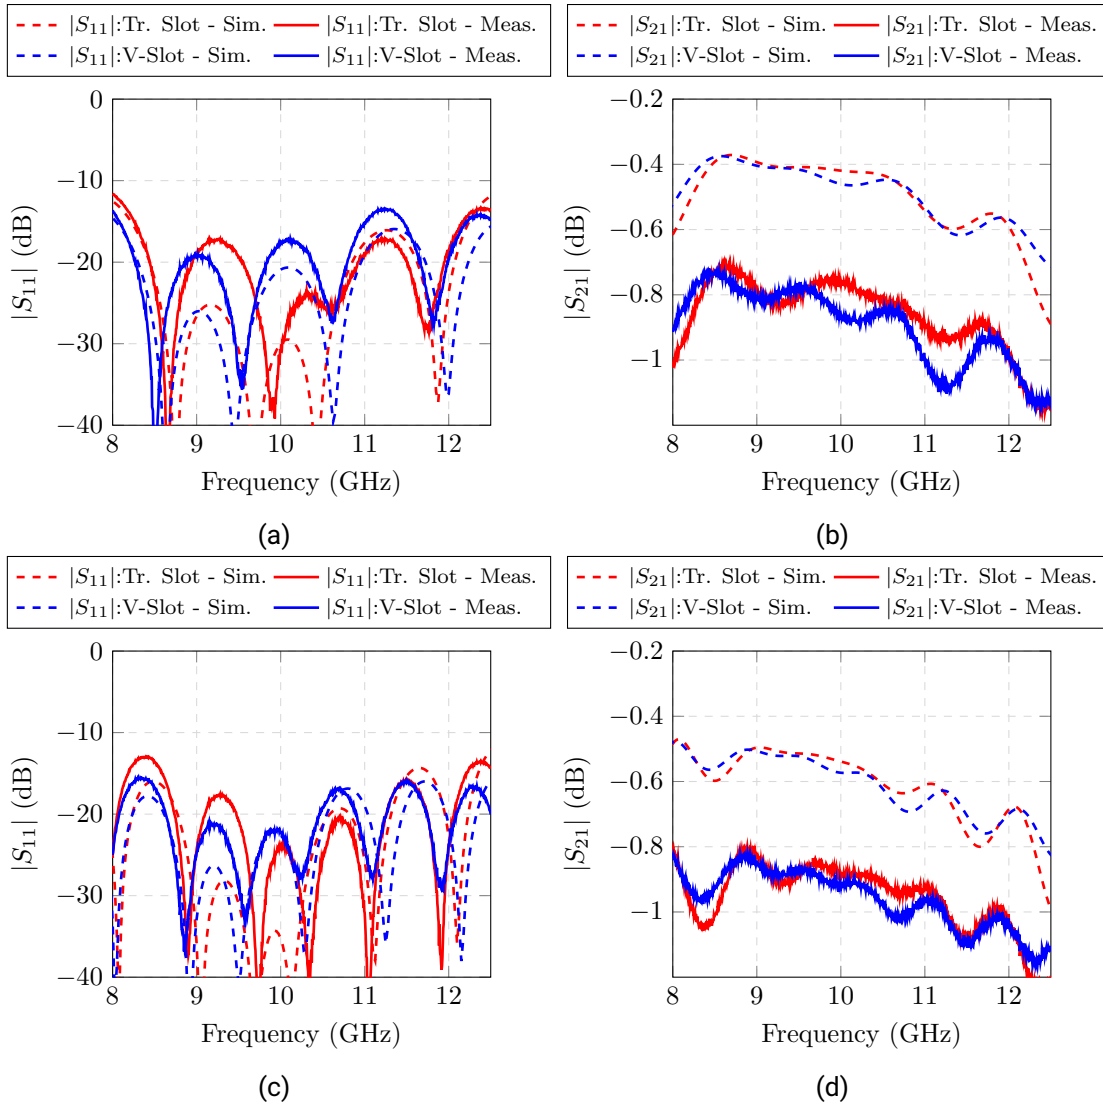 |S₁₁|:Tr. Slot - Sim. |S₁₁|:Tr. Slot - Meas.
|S₁₁|:V-Slot - Sim. |S₁₁|:V-Slot - Meas.
0
−10
−20
−30
−40
8 9 10 11 12
|S₁₁| (dB)
Frequency (GHz)
(a)
|S₂₁|:Tr. Slot - Sim. |S₂₁|:Tr. Slot - Meas.
|S₂₁|:V-Slot - Sim. |S₂₁|:V-Slot - Meas.
−0.2
−0.4
−0.6
−0.8
−1
8 9 10 11 12
|S₂₁| (dB)
Frequency (GHz)
(b)
|S₁₁|:Tr. Slot - Sim. |S₁₁|:Tr. Slot - Meas.
|S₁₁|:V-Slot - Sim. |S₁₁|:V-Slot - Meas.
0
−10
−20
−30
−40
8 9 10 11 12
|S₁₁| (dB)
Frequency (GHz)
(c)
|S₂₁|:Tr. Slot - Sim. |S₂₁|:Tr. Slot - Meas.
|S₂₁|:V-Slot - Sim. |S₂₁|:V-Slot - Meas.
−0.2
−0.4
−0.6
−0.8
−1
8 9 10 11 12
|S₂₁| (dB)
Frequency (GHz)
(d)